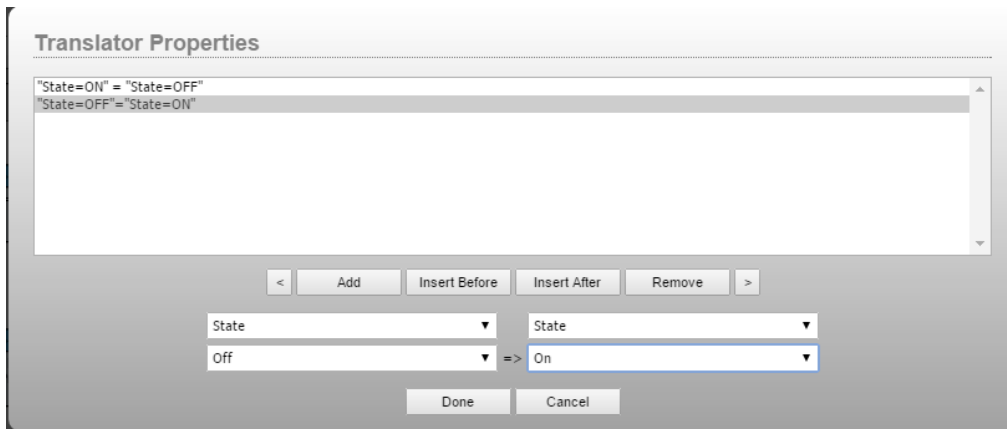 Translator Properties
"State=ON" = "State=OFF"
"State=OFF"="State=ON"
< Add Insert Before Insert After Remove >
State State
Off => On
Done Cancel